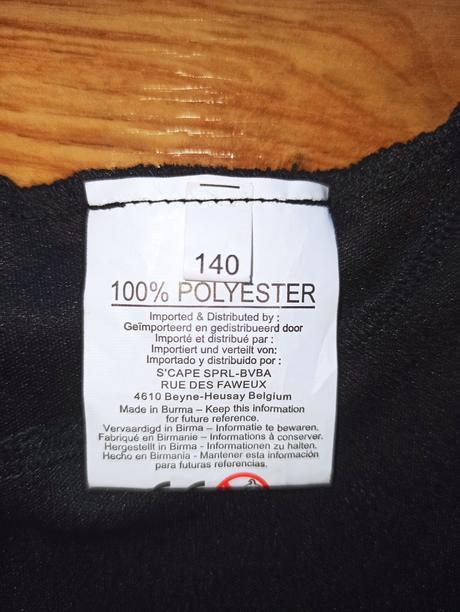 140
100% POLYESTER
Imported & Distributed by :
Geïmporteerd en gedistribueerd door
Importé et distribué par :
Importiert und verteilt von:
Importado y distribuido por :
S'CAPE SPRL-BVBA
RUE DES FAWEUX
4610 Beyne-Heusay Belgium
Made in Burma – Keep this information
for future reference.
Vervaardigd in Birma – Informatie te bewaren.
Fabriqué en Birmanie – Informations à conserver.
Hergestellt in Birma - Informationen zu halten.
Hecho en Birmania - Mantener esta información
para futuras referencias.